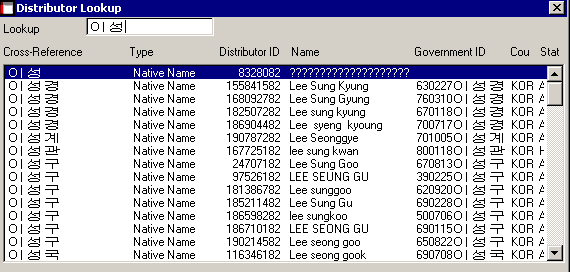 Distributor Lookup
Lookup 이성
Cross-Reference Type Distributor ID Name Government ID Cou Stat
이성 Native Name 8328082 ????????????????????
이성경 Native Name 155841582 Lee Sung Kyung 630227이성경 KOR A
이성경 Native Name 168092782 Lee Sung Gyung 760310이성경 KOR A
이성경 Native Name 182507282 lee sung kyung 670118이성경 KOR A
이성경 Native Name 186904482 Lee syeng kyoung 700717이성경 KOR A
이성계 Native Name 190787282 Lee Seonggye 701005이성계 KOR A
이성관 Native Name 167725182 lee sung kwan 800118이성관 KOR H
이성구 Native Name 24707182 Lee Sung Goo 670813이성구 KOR A
이성구 Native Name 97526182 LEE SEUNG GU 390225이성구 KOR A
이성구 Native Name 181386782 Lee sunggoo 620920이성구 KOR A
이성구 Native Name 185211482 Lee Sung Gu 690228이성구 KOR A
이성구 Native Name 186598282 lee sungkoo 500706이성구 KOR A
이성구 Native Name 186710182 LEE SEUNG GU 690115이성구 KOR A
이성구 Native Name 190214582 Lee seong goo 650822이성구 KOR A
이성국 Native Name 116346182 Lee seong gook 690708이성국 KOR A